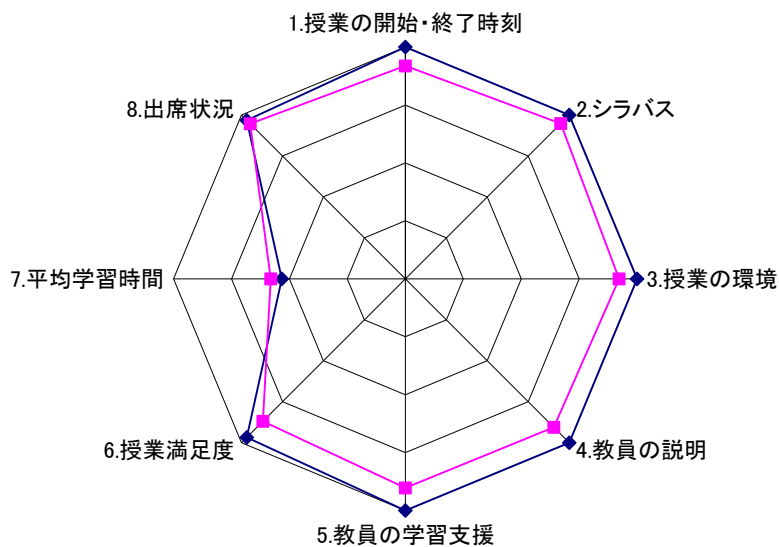 1.授業の開始・終了時刻
2.シラバス
3.授業の環境
4.教員の説明
5.教員の学習支援
6.授業満足度
7.平均学習時間
8.出席状況